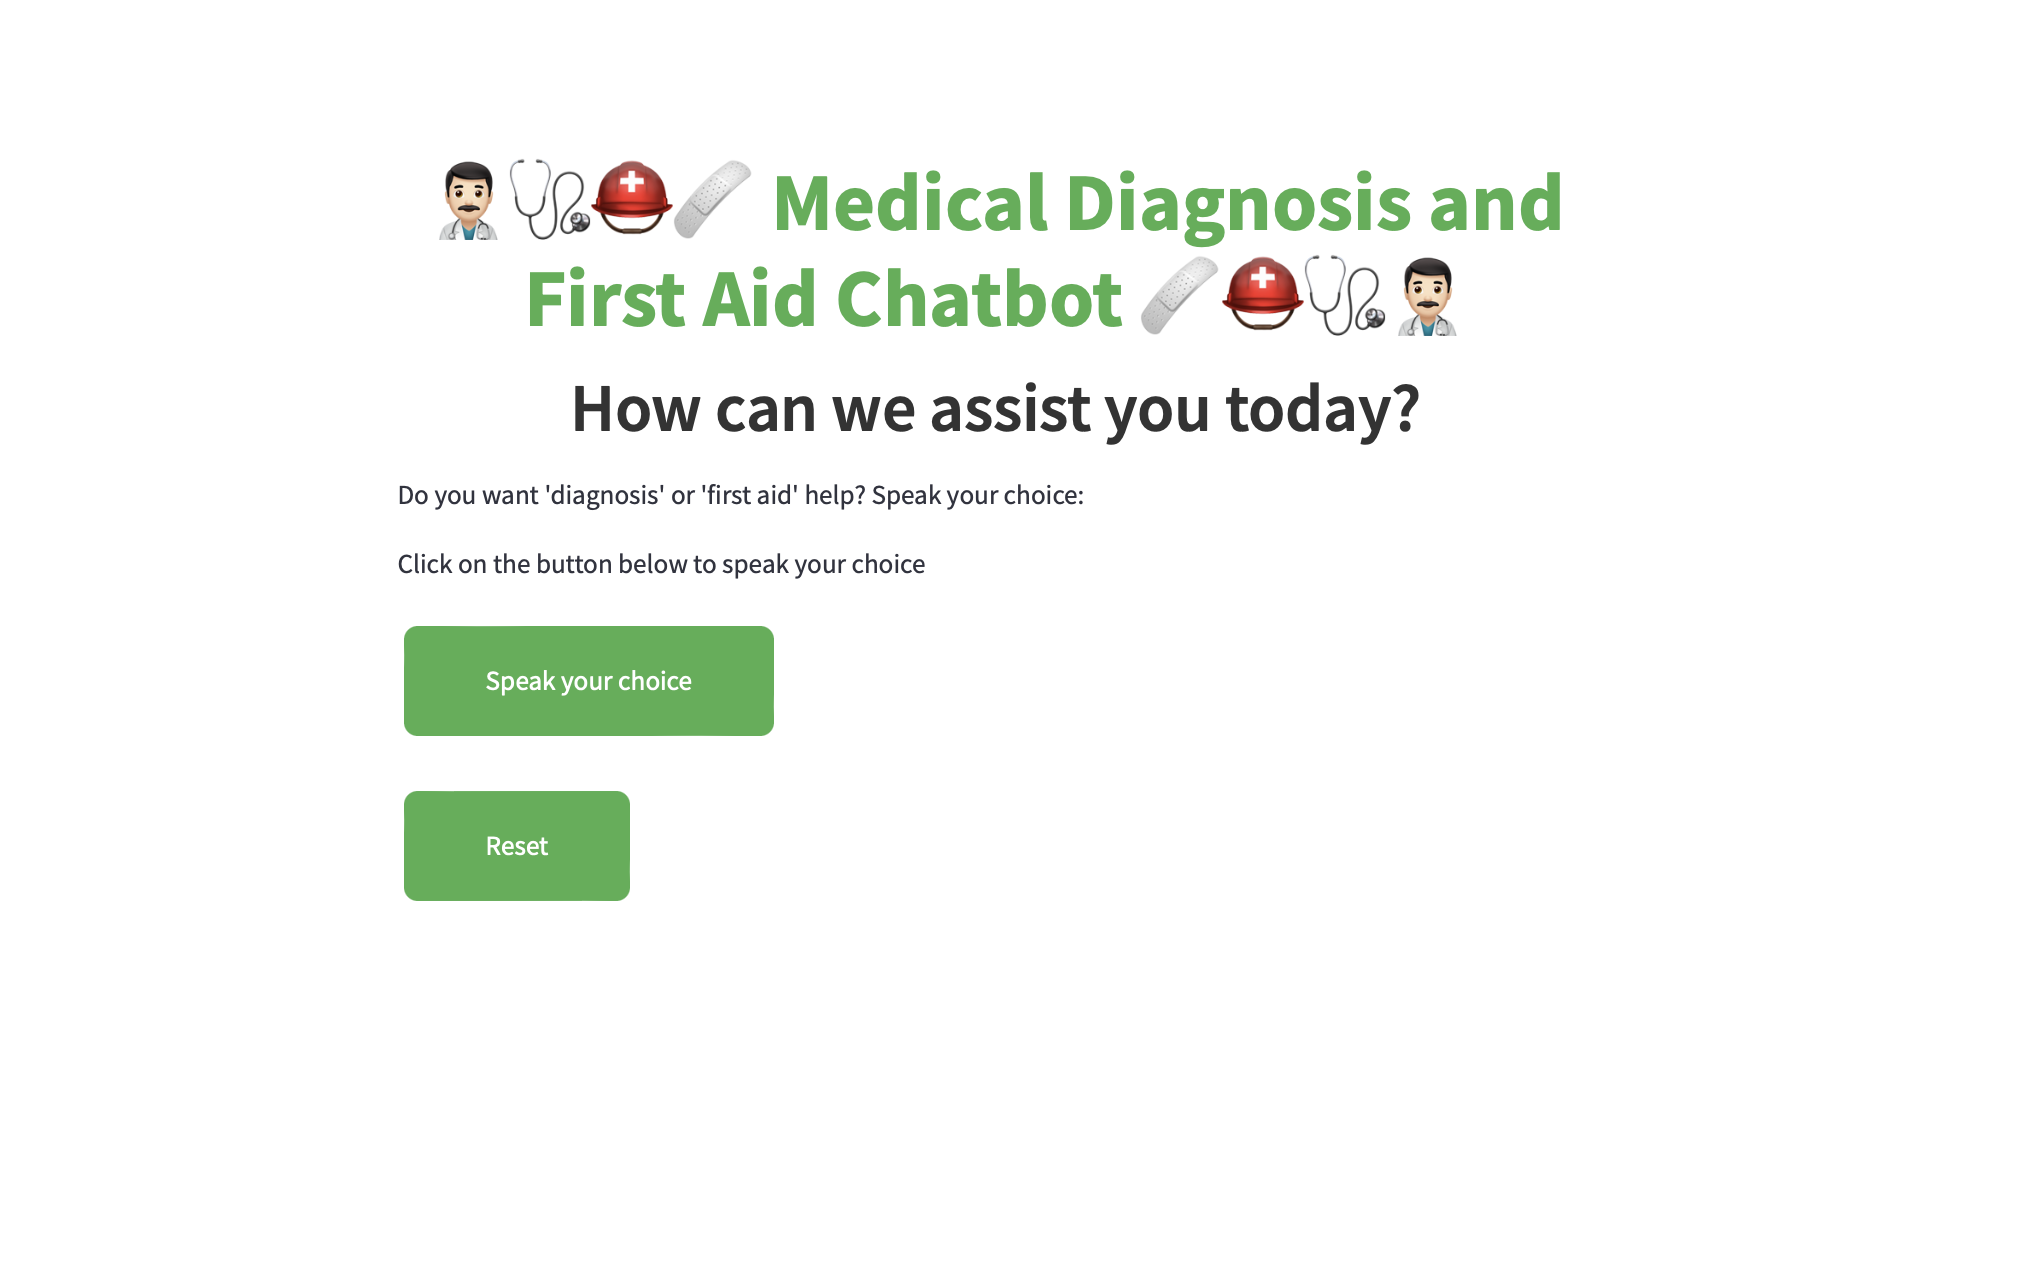 Medical Diagnosis and
First Aid Chatbot
How can we assist you today?
Do you want 'diagnosis' or 'first aid' help? Speak your choice:
Click on the button below to speak your choice
Speak your choice
Reset